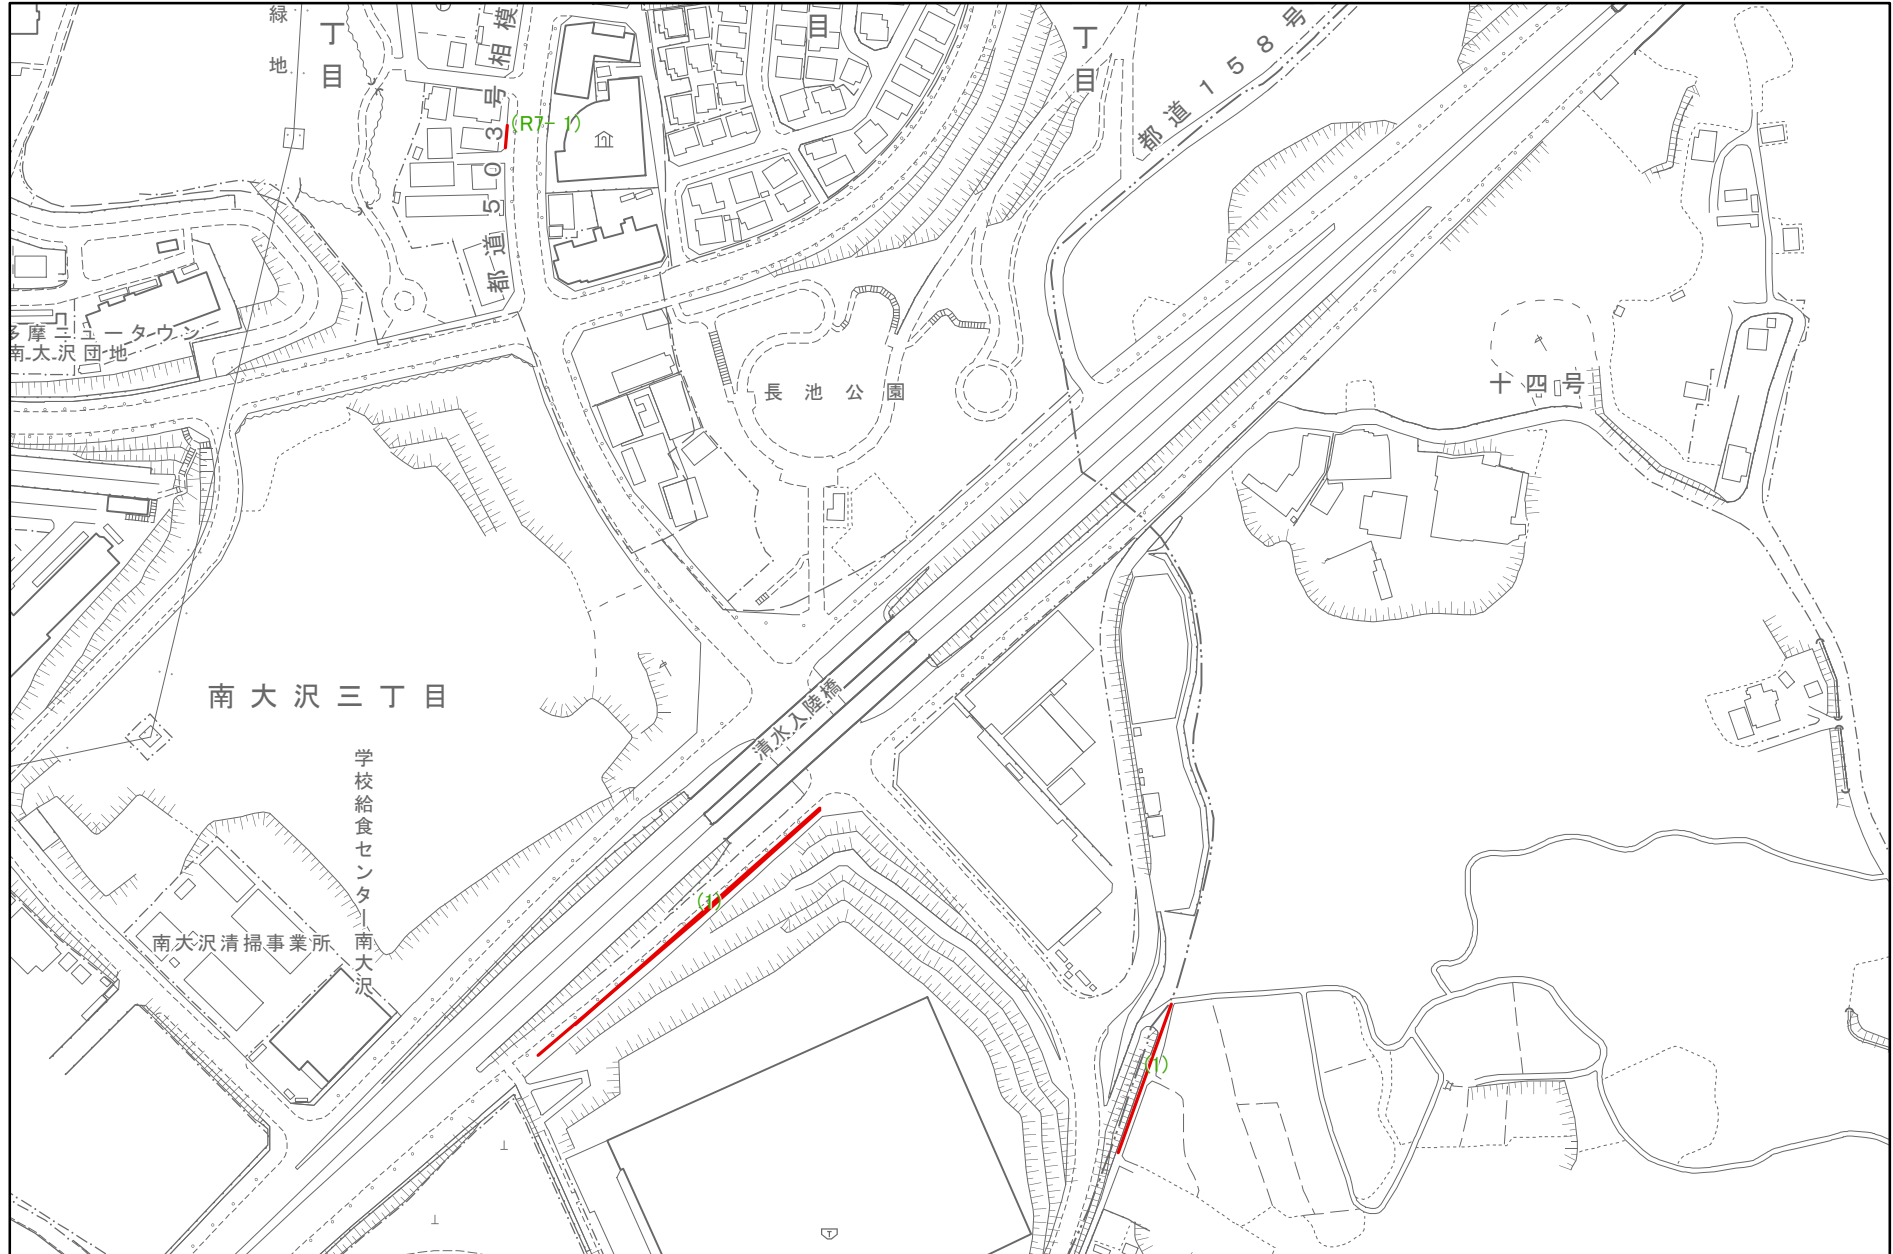 緑地
丁目
都道503号相模
(R7-1)
目
丁目
都道158号
多摩ニュータウン
南大沢団地
長池公園
十四号
南大沢三丁目
清水入陸橋
学校給食センター南大沢
南大沢清掃事業所
(1)
(1)